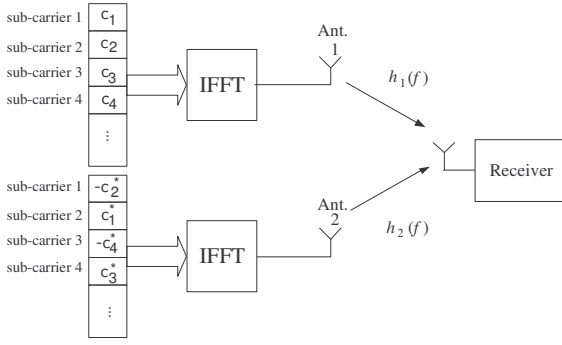 sub-carrier 1 c₁
sub-carrier 2 c₂
sub-carrier 3 c₃
sub-carrier 4 c₄
⋮
IFFT
Ant.
1
h₁(f)
Receiver
sub-carrier 1 -c₂*
sub-carrier 2 c₁*
sub-carrier 3 -c₄*
sub-carrier 4 c₃*
⋮
IFFT
Ant.
2
h₂(f)